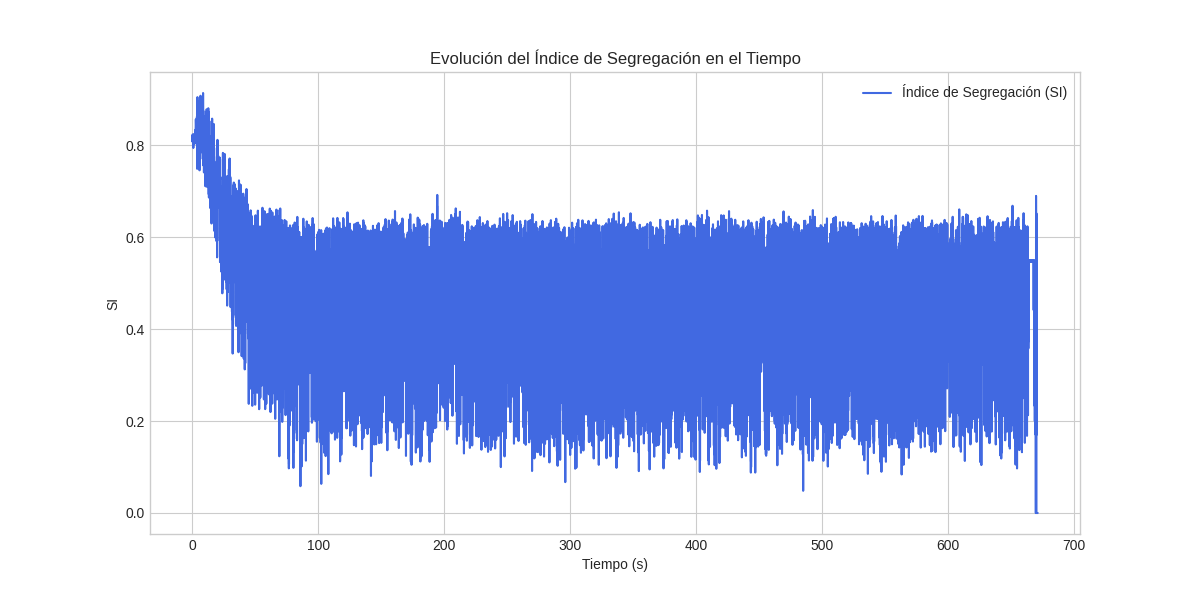 Evolución del Índice de Segregación en el Tiempo
Índice de Segregación (SI)
0.8
0.6
0.4
0.2
0.0
SI
0 100 200 300 400 500 600 700
Tiempo (s)